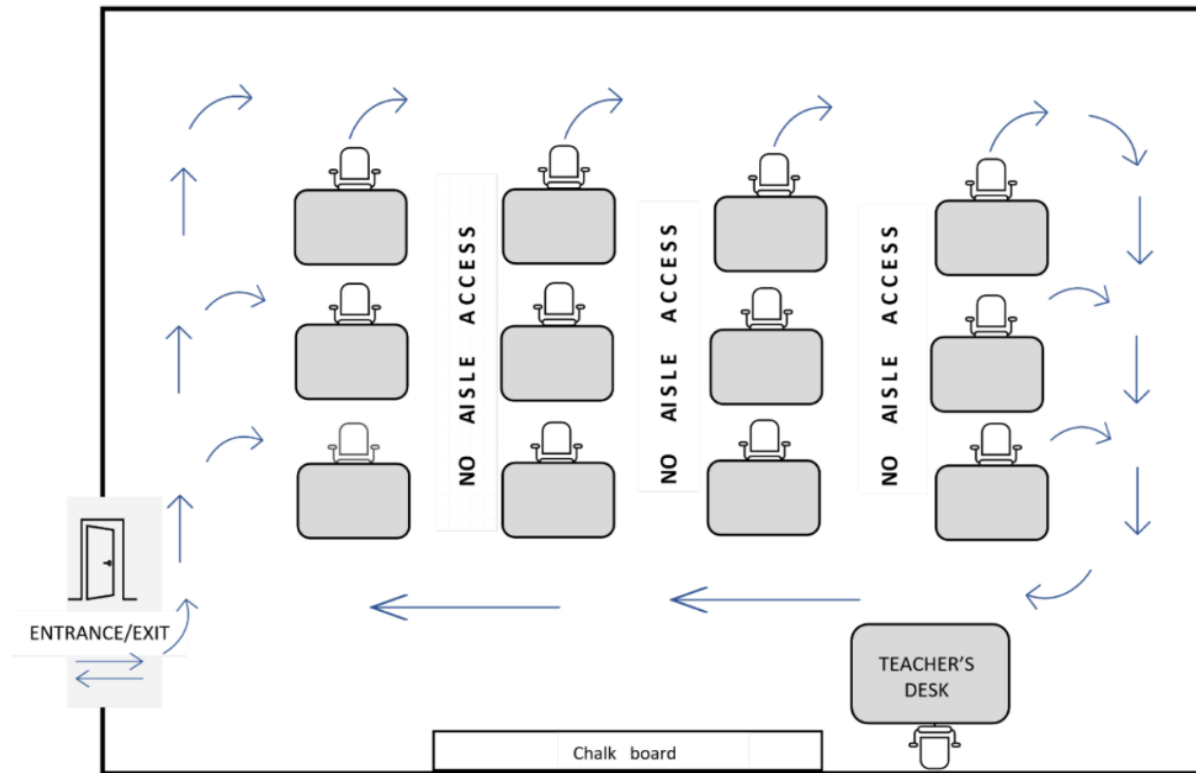 NO AISLE ACCESS
NO AISLE ACCESS
NO AISLE ACCESS
ENTRANCE/EXIT
TEACHER'S
DESK
Chalk board